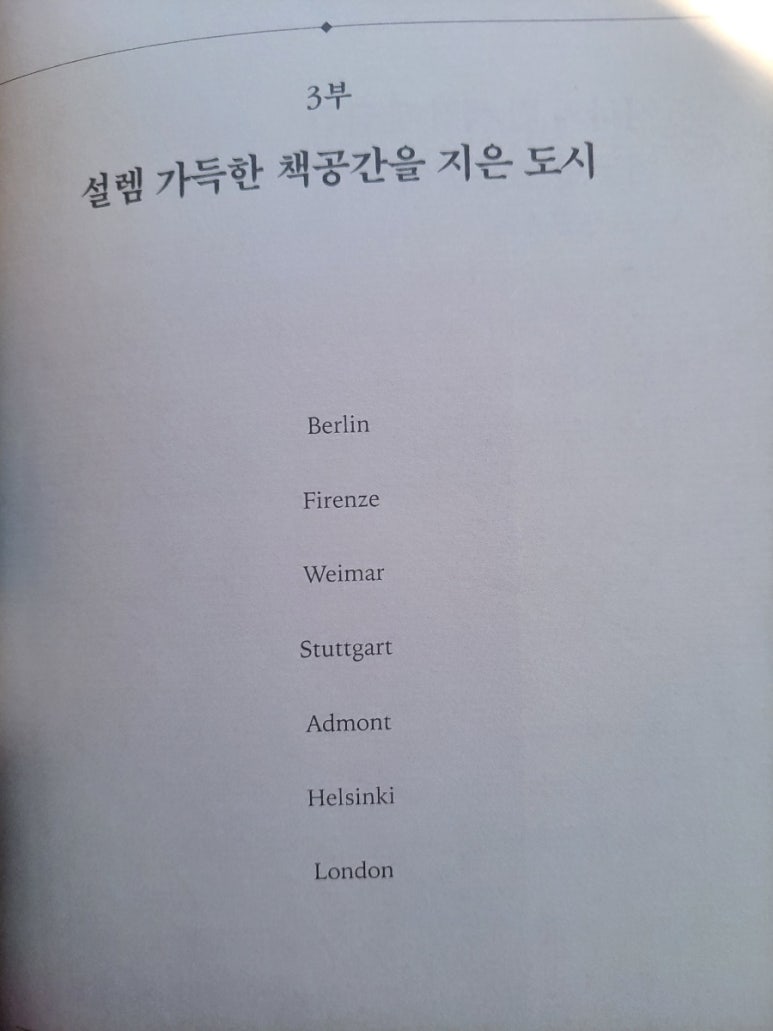 3부
설렘 가득한 책공간을 지은 도시
Berlin
Firenze
Weimar
Stuttgart
Admont
Helsinki
London